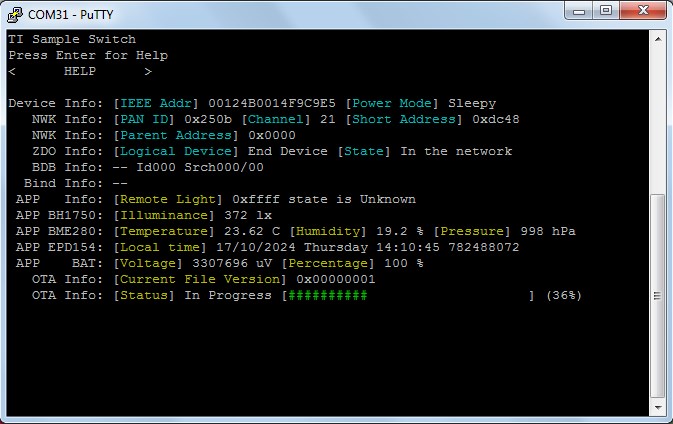 COM31 - PuTTY
TI Sample Switch
Press Enter for Help
<      HELP      >
Device Info: [IEEE Addr] 00124B0014F9C9E5 [Power Mode] Sleepy
NWK Info: [PAN ID] 0x250b [Channel] 21 [Short Address] 0xdc48
NWK Info: [Parent Address] 0x0000
ZDO Info: [Logical Device] End Device [State] In the network
BDB Info: -- Id000 Srch000/00
Bind Info: --
APP   Info: [Remote Light] 0xffff state is Unknown
APP BH1750: [Illuminance] 372 lx
APP BME280: [Temperature] 23.62 C [Humidity] 19.2 % [Pressure] 998 hPa
APP EPD154: [Local time] 17/10/2024 Thursday 14:10:45 782488072
APP    BAT: [Voltage] 3307696 uV [Percentage] 100 %
OTA Info: [Current File Version] 0x00000001
OTA Info: [Status] In Progress [##########                    ] (36%)